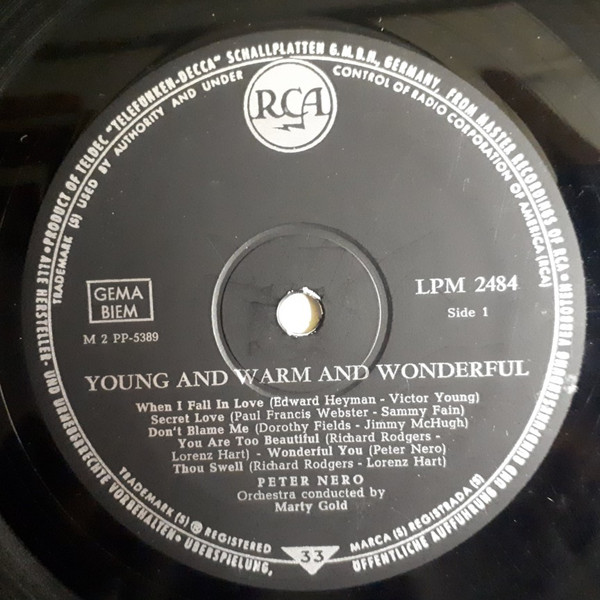 PRODUCT OF TELDEC "TELEFUNKEN-DECCA" SCHALLPLATTEN G.M.B.H., GERMANY, FROM MASTER RECORDINGS OF RCA
TRADEMARK (S) USED BY AUTHORITY AND UNDER CONTROL OF RADIO CORPORATION OF AMERICA (RCA)
RCA
GEMA
BIEM
LPM 2484
Side 1
M 2 PP-5389
YOUNG AND WARM AND WONDERFUL
When I Fall In Love (Edward Heyman - Victor Young)
Secret Love (Paul Francis Webster - Sammy Fain)
Don't Blame Me (Dorothy Fields - Jimmy McHugh)
You Are Too Beautiful (Richard Rodgers -
Lorenz Hart) - Wonderful You (Peter Nero)
Thou Swell (Richard Rodgers - Lorenz Hart)
PETER NERO
Orchestra conducted by
Marty Gold
TRADEMARK (S) ® REGISTERED
MARCA (S) REGISTRADA (S)
33
ALLE HERSTELLER- UND URHEBERRECHTE VORBEHALTEN • ÜBERSPIELUNG,
ÖFFENTLICHE AUFFÜHRUNG UND
VERBOTEN